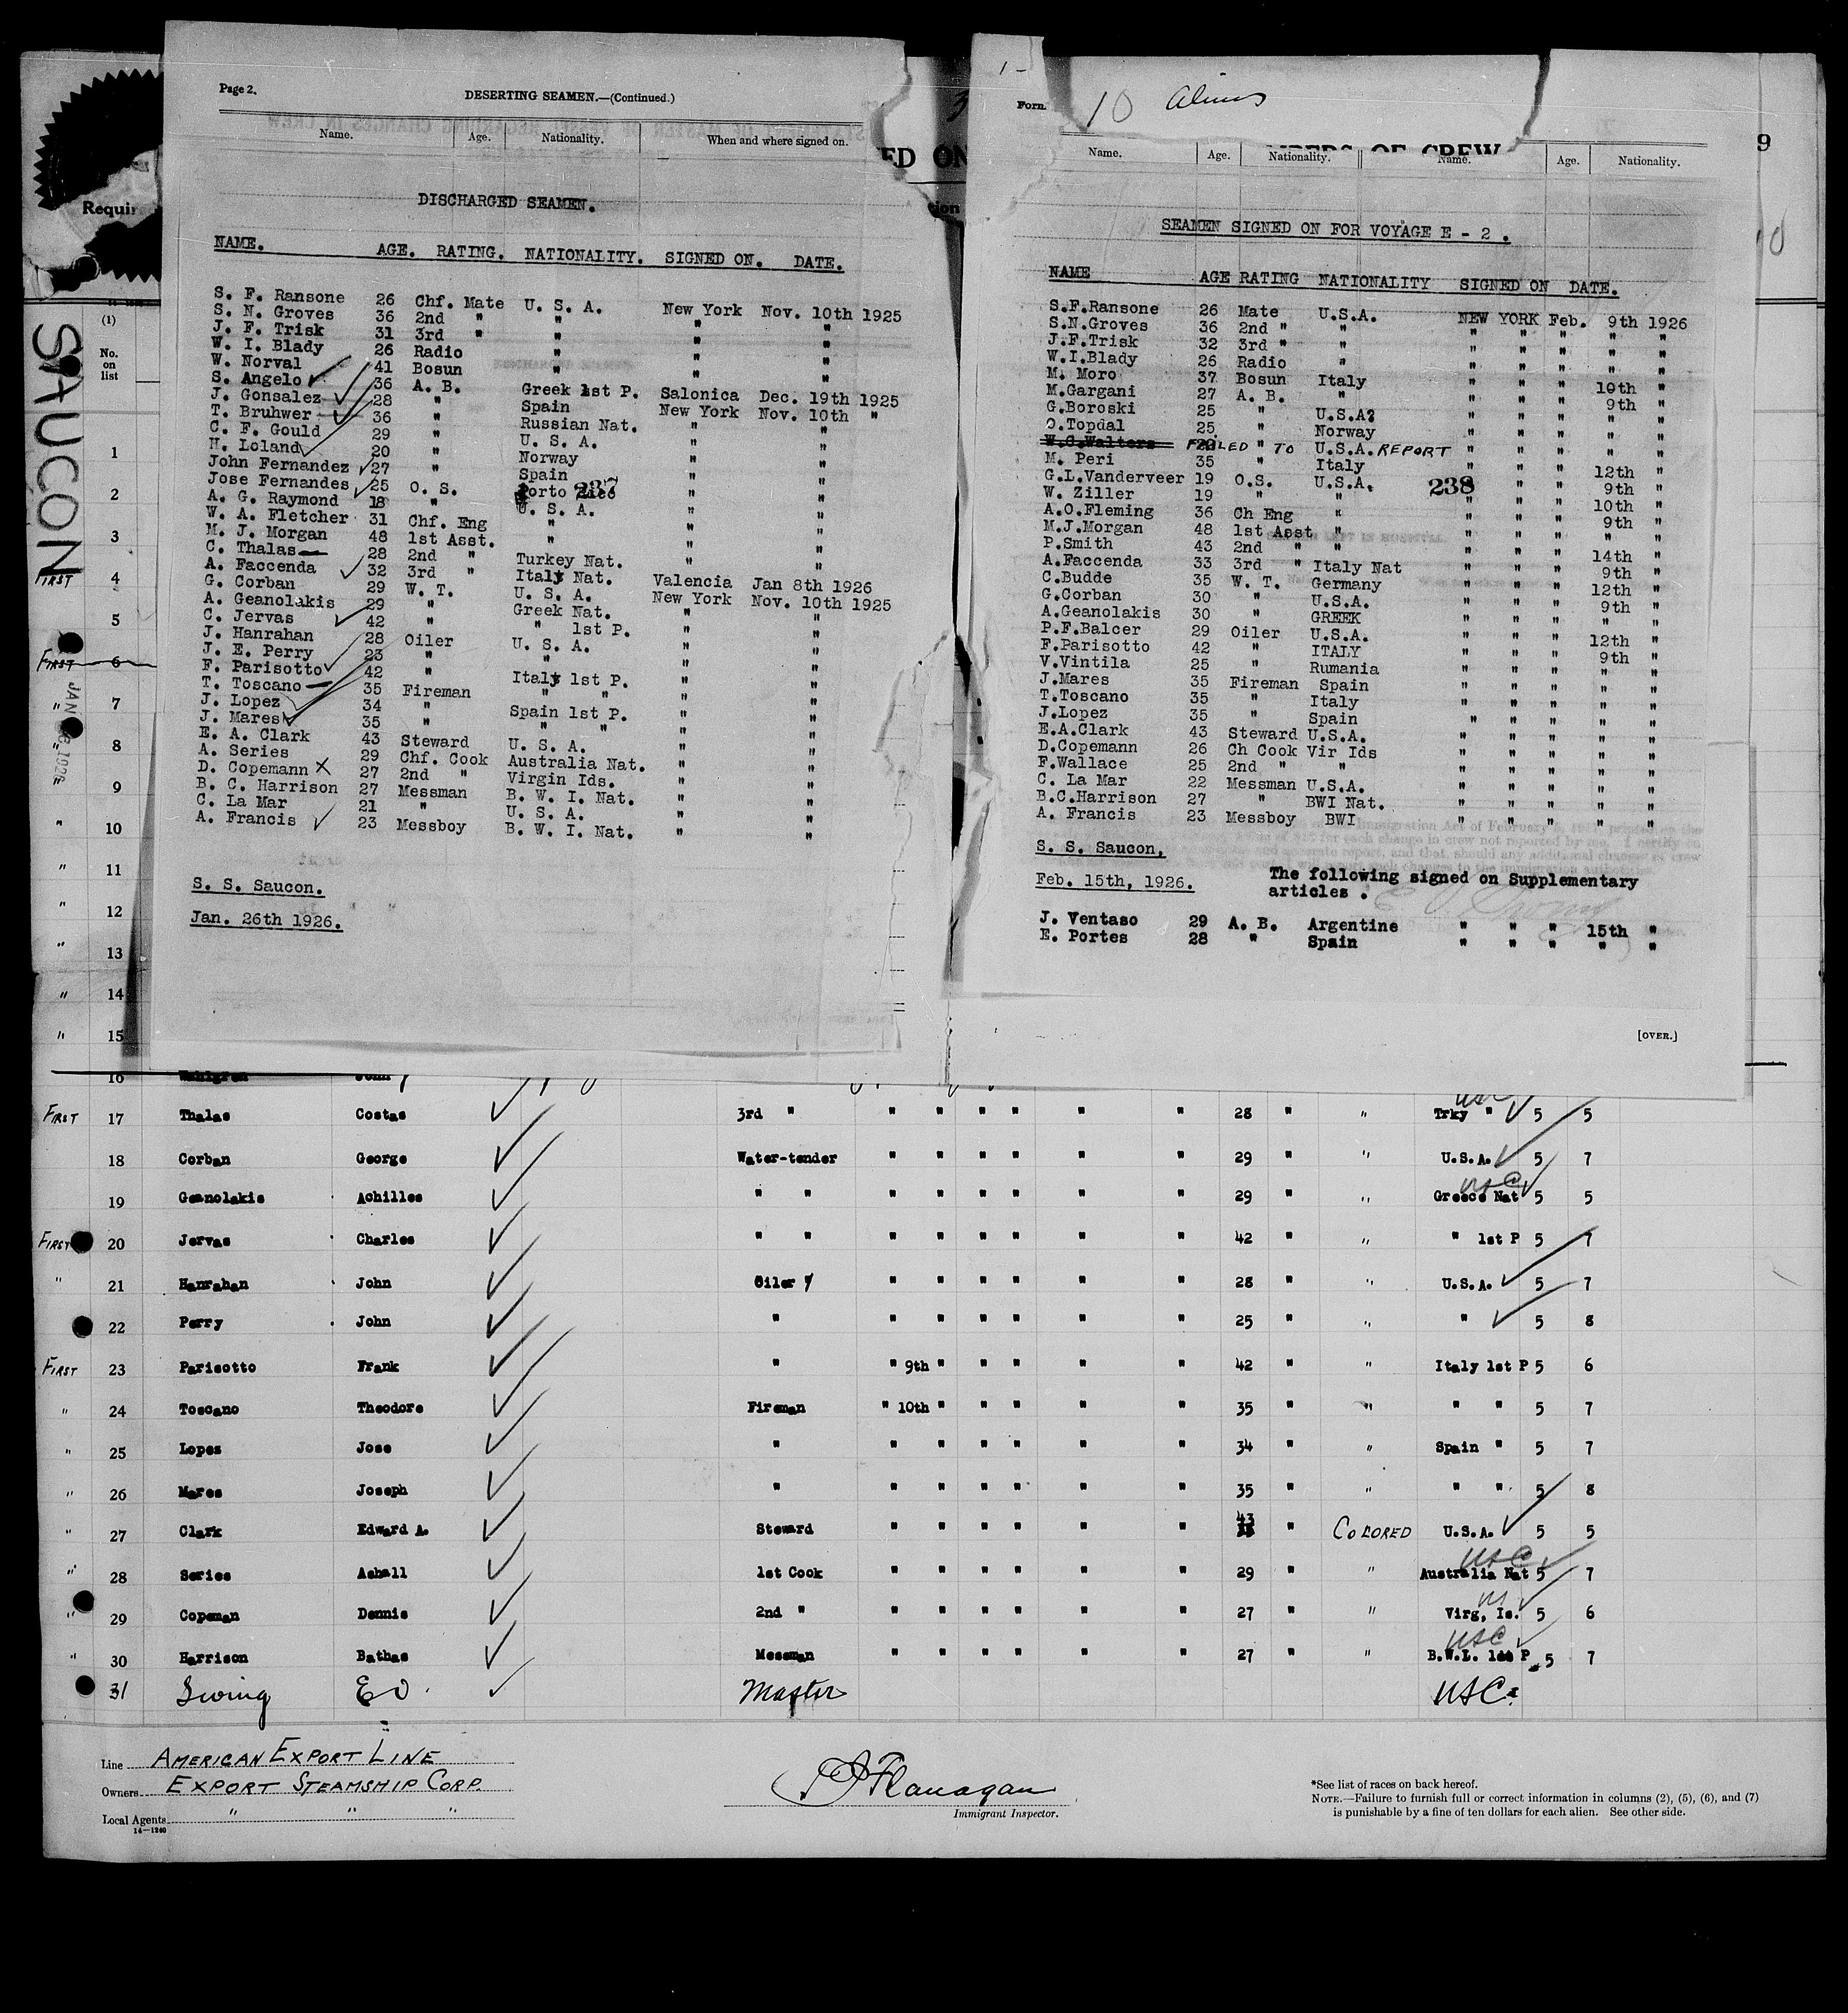 Page 2.
DESERTING SEAMEN.—(Continued.)
Name. Age. Nationality. When and where signed on.
DISCHARGED SEAMEN.
NAME. AGE. RATING. NATIONALITY. SIGNED ON. DATE.
S. F. Ransone 26 Chf. Mate U. S. A. New York Nov. 10th 1925
S. N. Groves 36 2nd " " " "
J. F. Trisk 31 3rd " " " "
W. I. Blady 26 Radio " " "
W. Norval 41 Bosun " " "
S. Angelo 36 A. B. Greek 1st P. Salonica Dec. 19th 1925
J. Gonsalez 28 " Spain New York Nov. 10th "
T. Bruhwer 36 " Russian Nat. " "
C. F. Gould 29 " U. S. A. " "
H. Loland 20 " Norway " "
John Fernandez 27 " Spain " "
Jose Fernandes 25 O. S. Porto Rico " "
237
A. G. Raymond 18 " U. S. A. " "
W. A. Fletcher 31 Chf. Eng " " "
M. J. Morgan 48 1st Asst. " " "
C. Thalas 28 2nd " Turkey Nat. " "
A. Faccenda 32 3rd " Italy Nat. Valencia Jan 8th 1926
G. Corban 29 W. T. U. S. A. New York Nov. 10th 1925
A. Geanolakis 29 " Greek Nat. " "
C. Jervas 42 " " 1st P. " "
J. Hanrahan 28 Oiler U. S. A. " "
J. E. Perry 23 " " " "
F. Parisotto 42 " Italy 1st P. " "
T. Toscano 35 Fireman " " " "
J. Lopez 34 " Spain 1st P. " "
J. Mares 35 " " " " "
E. A. Clark 43 Steward U. S. A. " "
A. Series 29 Chf. Cook Australia Nat. " "
D. Copemann 27 2nd " Virgin Ids. " "
B. C. Harrison 27 Messman B. W. I. Nat. " "
C. La Mar 21 " U. S. A. " "
A. Francis 23 Messboy B. W. I. Nat. " "
S. S. Saucon.
Jan. 26th 1926.
Form
10 Aliens
Name. Age. Nationality. Name. Age. Nationality.
ED ON
OF CREW
9
SEAMEN SIGNED ON FOR VOYAGE E - 2 .
NAME AGE RATING NATIONALITY SIGNED ON DATE.
S.F.Ransone 26 Mate U.S.A. NEW YORK Feb. 9th 1926
S.N.Groves 36 2nd " " " " " " "
J.F.Trisk 32 3rd " " " " " " "
W.I.Blady 26 Radio " " " " " "
M. Moro 37 Bosun Italy " " " 10th "
M.Gargani 27 A. B. " " " " 9th "
G.Boroski 25 " U.S.A? " " " " "
O.Topdal 25 " Norway " " " " "
W.C.Walters FAILED " TO U.S.A. REPORT " " " "
M. Peri 35 " Italy " " " 12th "
G.L.Vanderveer 19 O.S. U.S.A. " " " 9th "
238
W. Ziller 19 " " " " " 10th "
A.O.Fleming 36 Ch Eng " " " " 9th "
M.J.Morgan 48 1st Asst " " " " " "
P.Smith 43 2nd " " " " " 14th "
A.Faccenda 33 3rd " Italy Nat " " " 9th "
C.Budde 35 W. T. Germany " " " 12th "
G.Corban 30 " U.S.A. " " " 9th "
A.Geanolakis 30 " GREEK " " " " "
P.F.Balcer 29 Oiler U.S.A. " " " 12th "
F.Parisotto 42 " ITALY " " " 9th "
V.Vintila 25 " Rumania " " " " "
J.Mares 35 Fireman Spain " " " " "
T.Toscano 35 " Italy " " " " "
J.Lopez 35 " Spain " " " " "
E.A.Clark 43 Steward U.S.A. " " " " "
D.Copemann 26 Ch Cook Vir Ids " " " " "
F.Wallace 25 2nd " " " " " " "
C. La Mar 22 Messman U.S.A. " " " " "
B.C.Harrison 27 " BWI Nat. " " " " "
A. Francis 23 Messboy BWI " " " " "
S. S. Saucon.
Feb. 15th, 1926.
The following signed on Supplementary
articles .
J. Ventaso 29 A. B. Argentine " " " 15th "
E. Portes 28 " Spain " " " " "
[OVER.]
Requir
SAUCON
(1)
No.
on
list
1
2
3
FIRST 4
5
FIRST 6
" 7
" 8
" 9
" 10
" 11
" 12
" 13
" 14
" 15
16 Wahlgren John
FIRST 17 Thalas Costas 3rd " " " " " " " 28 " " Trky " 5 5
18 Corban George Water-tender " " " " " " 29 " " U.S.A. 5 7
19 Geanolakis Achilles " " " " " " " " 29 " " Greece Nat 5 5
USC
FIRST 20 Jervas Charles " " " " " " " " 42 " " " 1st P 5 7
" 21 Hanrahan John Oiler " " " " " " 28 " " U.S.A. 5 7
22 Perry John " " " " " " " 25 " " " 5 8
FIRST 23 Parisotto Frank " " 9th " " " " " 42 " " Italy 1st P 5 6
" 24 Toscano Theodore Fireman " 10th " " " " " 35 " " " " 5 7
" 25 Lopez Jose " " " " " " " 34 " " Spain " 5 7
" 26 Mares Joseph " " " " " " " 35 " " " " 5 8
" 27 Clark Edward A. Steward " " " " " " 43 " COLORED U.S.A. 5 5
" 28 Series Ashall 1st Cook " " " " " " 29 " " Australia Nat 5 7
USC
" 29 Copeman Dennis 2nd " " " " " " " 27 " " Virg, Is. 5 6
" 30 Harrison Bathas Messman " " " " " " 27 " " B.W.L. 1st P. 5 7
USC
31 Ewing E O. Master USC.
Line AMERICAN EXPORT LINE
Owners EXPORT STEAMSHIP CORP.
Local Agents " " "
14—1240
Flanagan
Immigrant Inspector.
*See list of races on back hereof.
NOTE.—Failure to furnish full or correct information in columns (2), (5), (6), and (7)
is punishable by a fine of ten dollars for each alien. See other side.